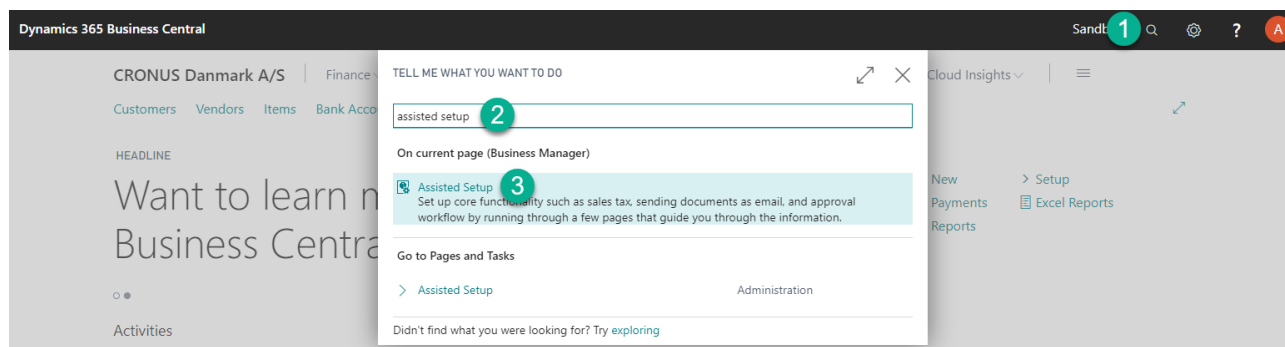 Dynamics 365 Business Central
Sandb 1 ? A
CRONUS Danmark A/S Finance
Cloud Insights
Customers Vendors Items Bank Acco
HEADLINE
Want to learn m
Business Centra
Activities
TELL ME WHAT YOU WANT TO DO
assisted setup 2
On current page (Business Manager)
Assisted Setup 3
Set up core functionality such as sales tax, sending documents as email, and approval
workflow by running through a few pages that guide you through the information.
Go to Pages and Tasks
> Assisted Setup Administration
Didn't find what you were looking for? Try exploring
New > Setup
Payments Excel Reports
Reports